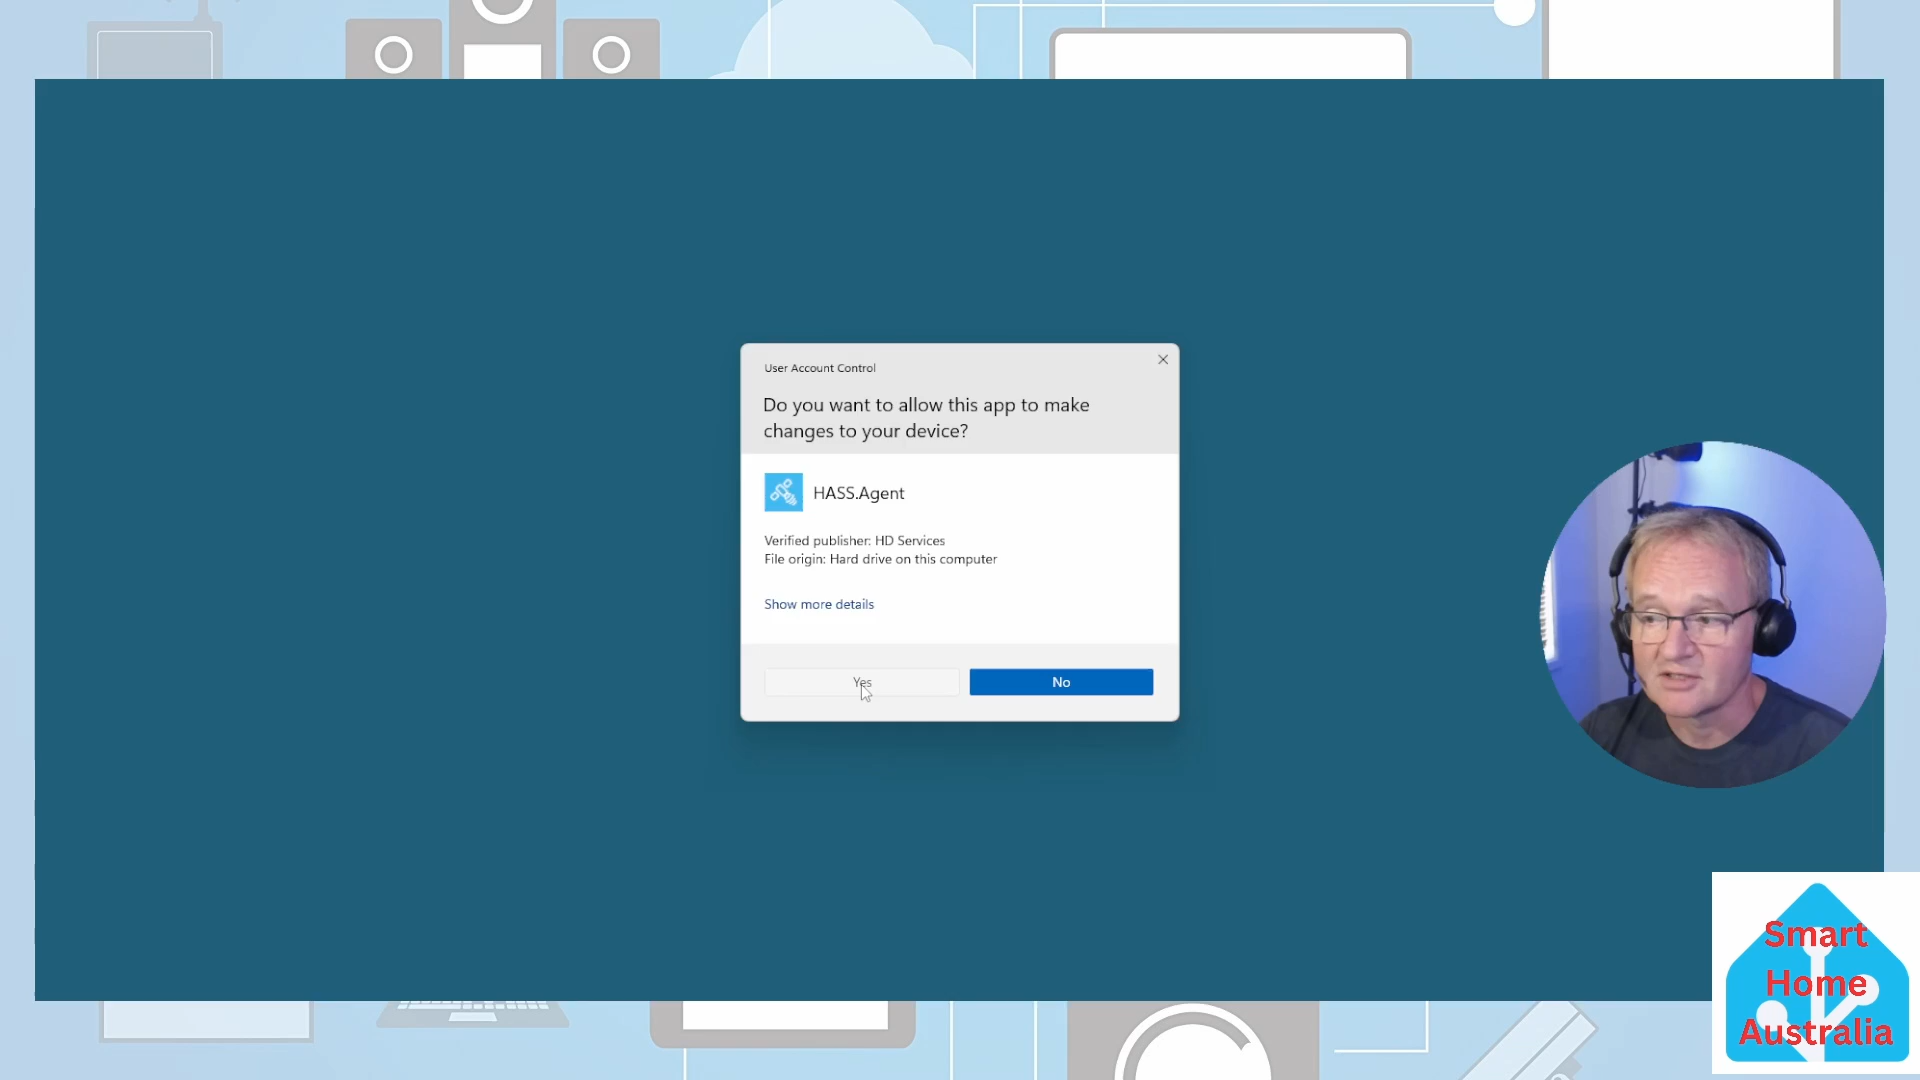 User Account Control
Do you want to allow this app to make
changes to your device?
HASS.Agent
Verified publisher: HD Services
File origin: Hard drive on this computer
Show more details
Yes
No
Smart
Home
Australia